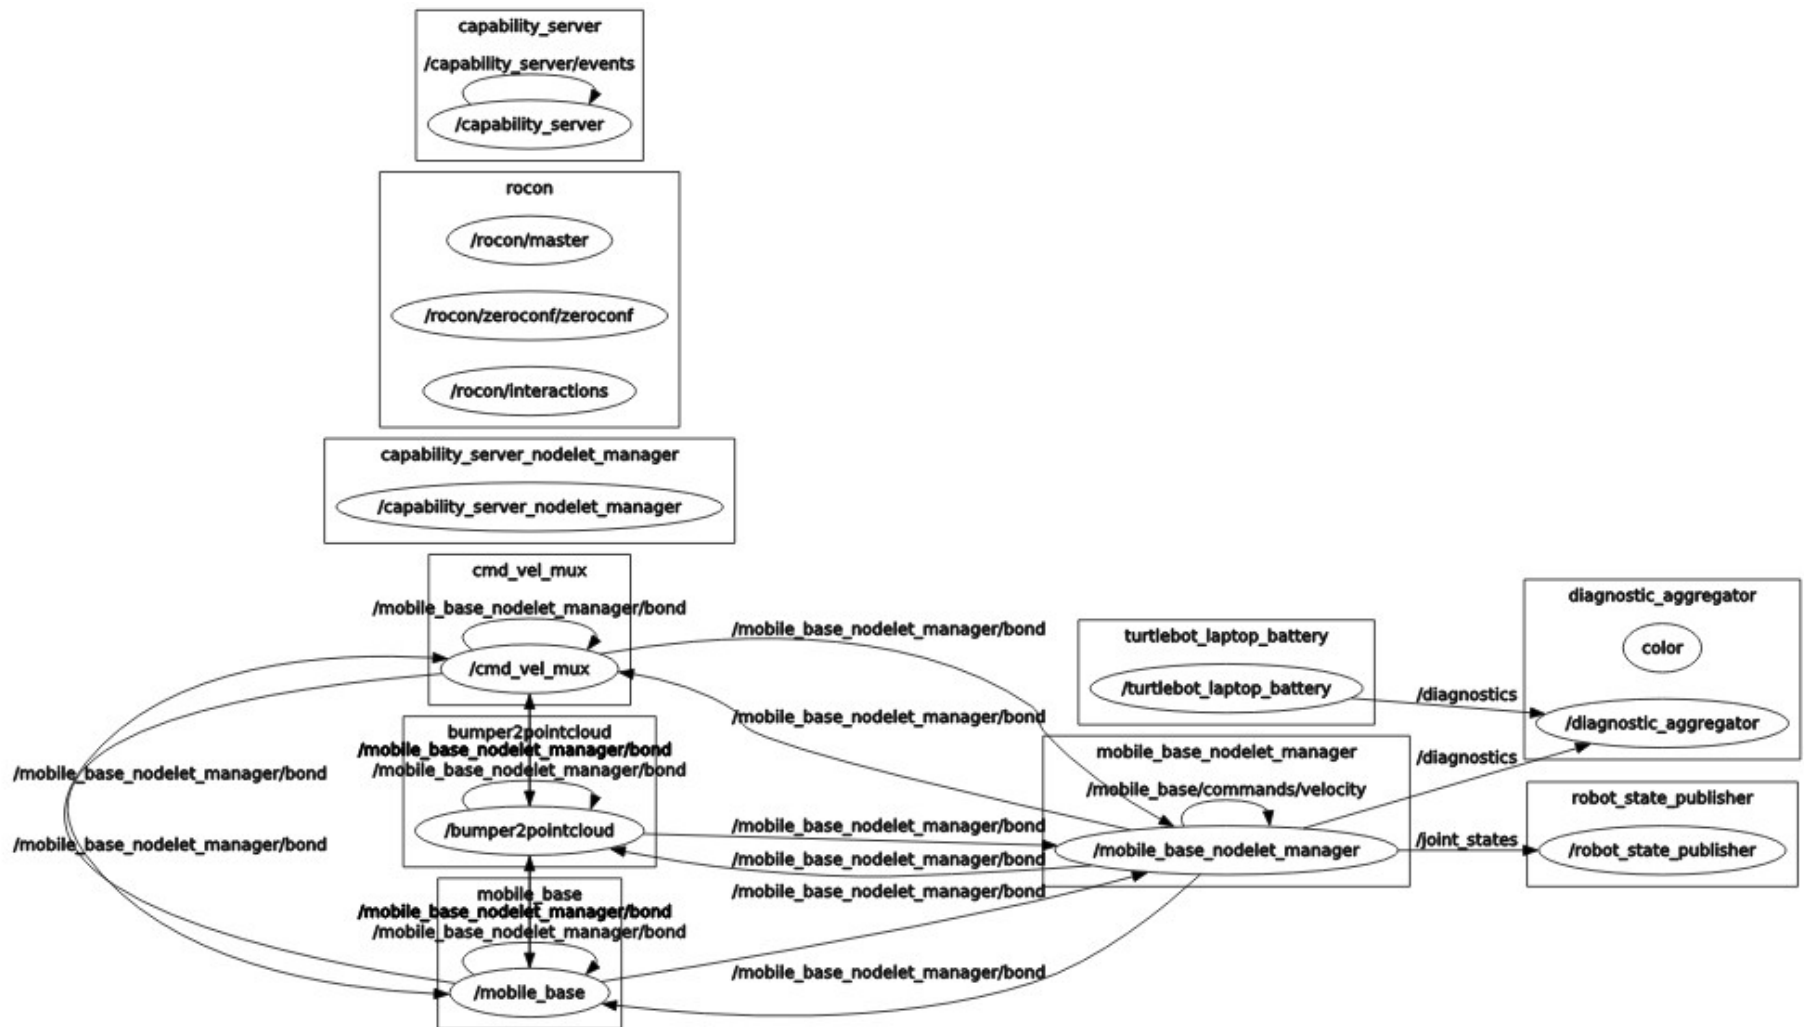 capability_server
/capability_server/events
/capability_server
rocon
/rocon/master
/rocon/zeroconf/zeroconf
/rocon/interactions
capability_server_nodelet_manager
/capability_server_nodelet_manager
cmd_vel_mux
/mobile_base_nodelet_manager/bond
/cmd_vel_mux
bumper2pointcloud
/mobile_base_nodelet_manager/bond
/mobile_base_nodelet_manager/bond
/bumper2pointcloud
mobile_base
/mobile_base_nodelet_manager/bond
/mobile_base_nodelet_manager/bond
/mobile_base
/mobile_base_nodelet_manager/bond
/mobile_base_nodelet_manager/bond
/mobile_base_nodelet_manager/bond
/mobile_base_nodelet_manager/bond
/mobile_base_nodelet_manager/bond
/mobile_base_nodelet_manager/bond
/mobile_base_nodelet_manager/bond
/mobile_base_nodelet_manager/bond
turtlebot_laptop_battery
/turtlebot_laptop_battery
mobile_base_nodelet_manager
/mobile_base/commands/velocity
/mobile_base_nodelet_manager
/diagnostics
/diagnostics
/joint_states
diagnostic_aggregator
color
/diagnostic_aggregator
robot_state_publisher
/robot_state_publisher